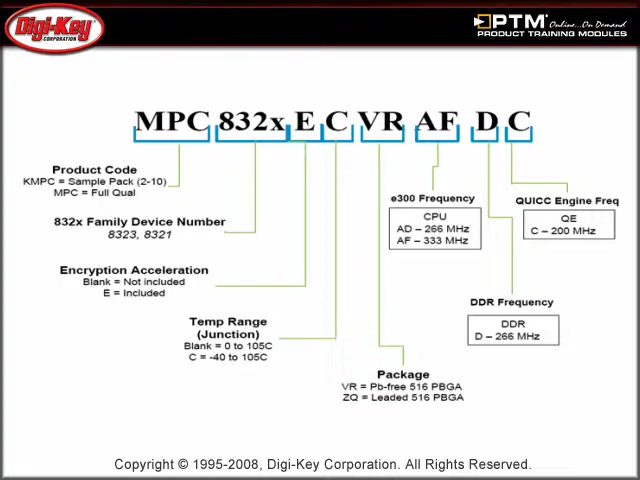 Digi-Key
CORPORATION
PTM
Online...On Demand
PRODUCT TRAINING MODULES
MPC 832x E C VR AF D C
Product Code
KMPC = Sample Pack (2-10)
MPC = Full Qual
832x Family Device Number
8323, 8321
Encryption Acceleration
Blank = Not included
E = Included
Temp Range
(Junction)
Blank = 0 to 105C
C = -40 to 105C
Package
VR = Pb-free 516 PBGA
ZQ = Leaded 516 PBGA
e300 Frequency
CPU
AD – 266 MHz
AF – 333 MHz
DDR Frequency
DDR
D – 266 MHz
QUICC Engine Freq
QE
C – 200 MHz
Copyright © 1995-2008, Digi-Key Corporation. All Rights Reserved.